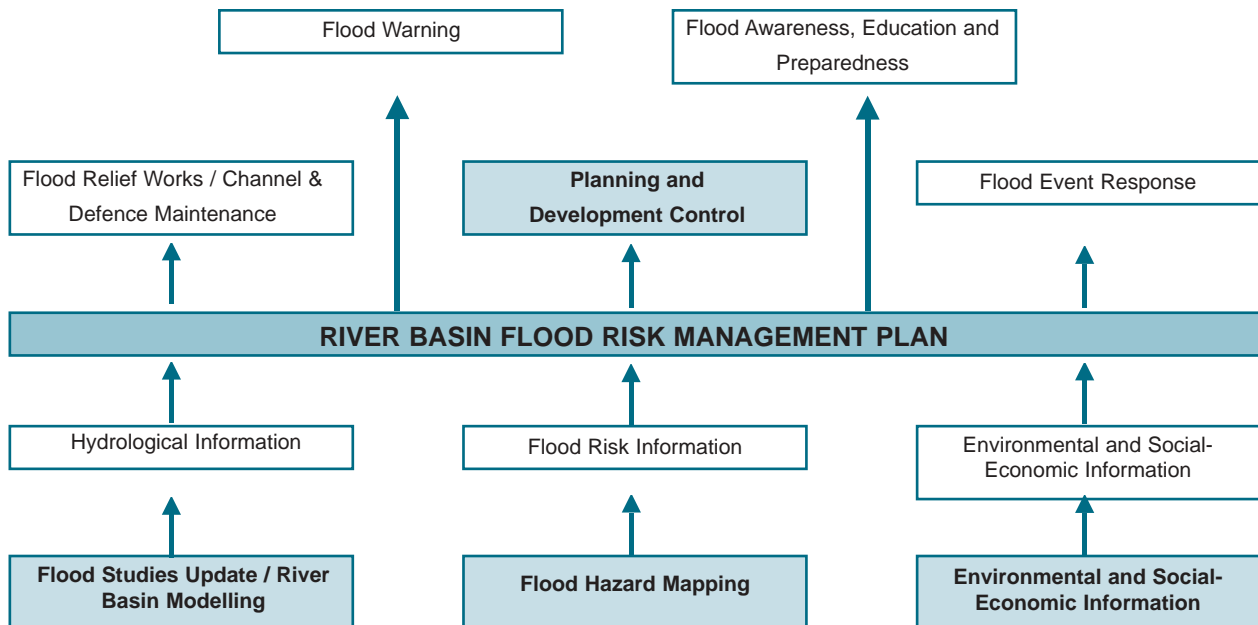 Flood Warning
Flood Awareness, Education and
Preparedness
Flood Relief Works / Channel &
Defence Maintenance
Planning and
Development Control
Flood Event Response
RIVER BASIN FLOOD RISK MANAGEMENT PLAN
Hydrological Information
Flood Risk Information
Environmental and Social-
Economic Information
Flood Studies Update / River
Basin Modelling
Flood Hazard Mapping
Environmental and Social-
Economic Information